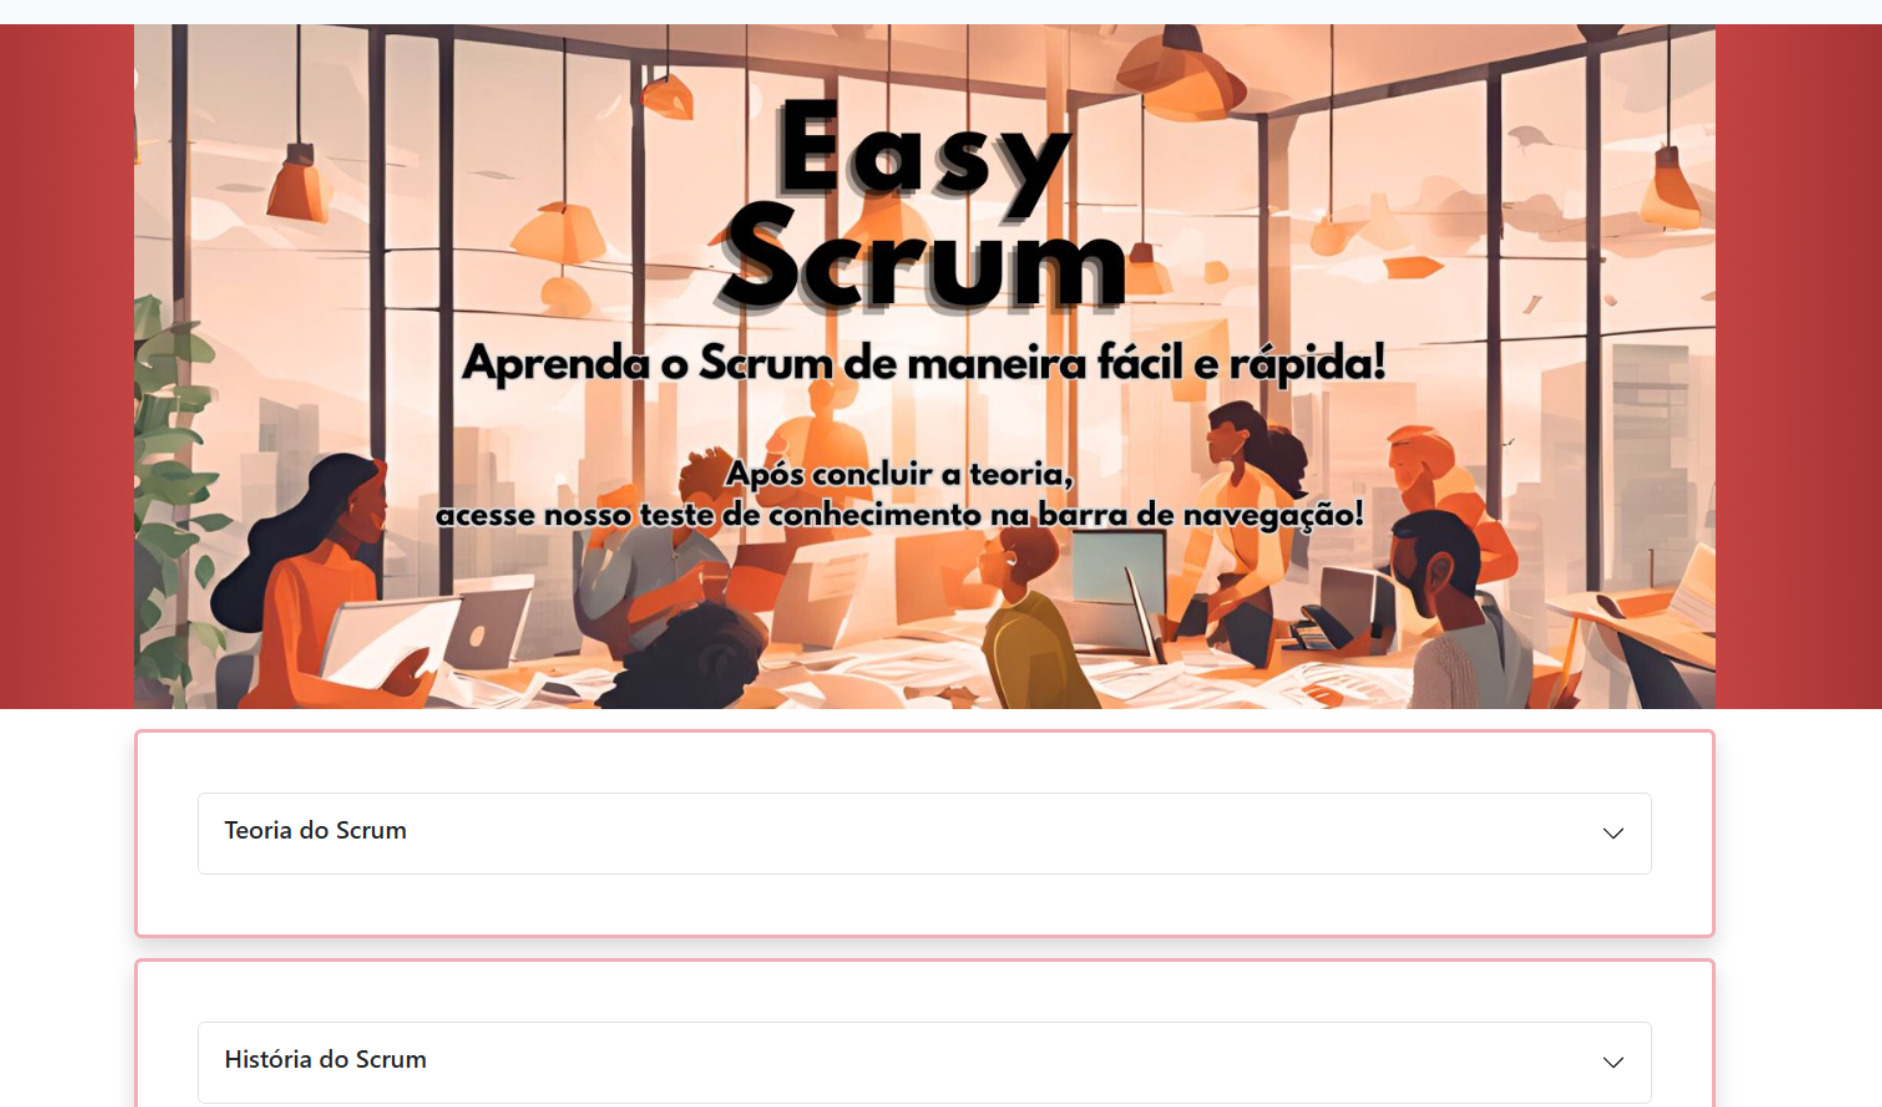 Easy
Scrum
Aprenda o Scrum de maneira fácil e rápida!
Após concluir a teoria,
acesse nosso teste de conhecimento na barra de navegação!
Teoria do Scrum
História do Scrum